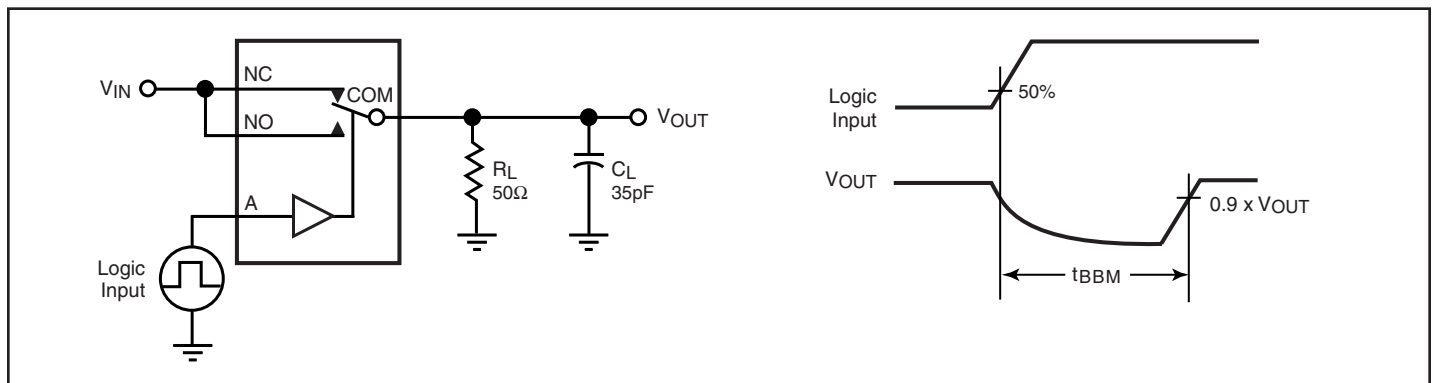 VIN
NC
COM
NO
A
Logic
Input
RL
50Ω
CL
35pF
VOUT
Logic
Input
50%
VOUT
0.9 x VOUT
tBBM